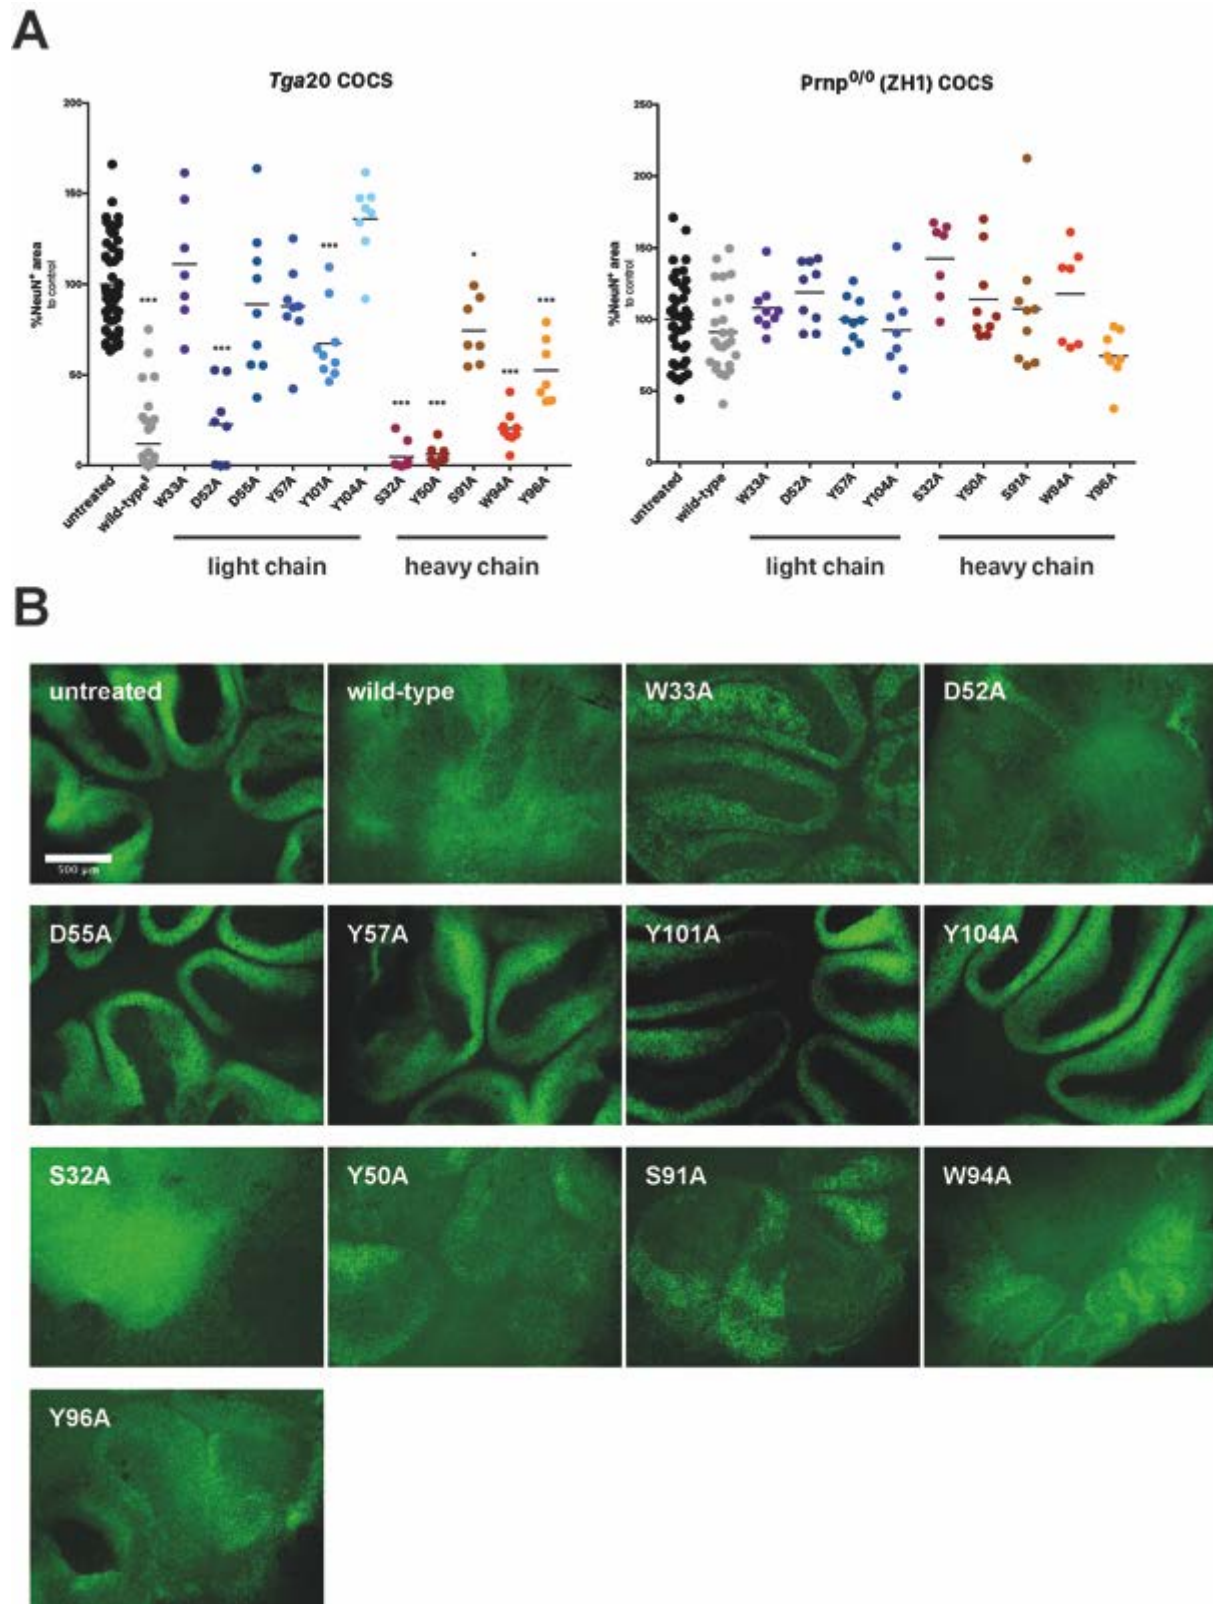 A
Tga20 COCS
Prnp0/0 (ZH1) COCS
%NeuN+ area
to control
200
150
100
50
0
***
***
***
***
***
*
***
***
untreated
wild-type
W33A
D52A
D55A
Y57A
Y101A
Y104A
S32A
Y50A
S91A
W94A
Y96A
light chain
heavy chain
%NeuN+ area
to control
250
200
150
100
50
0
untreated
wild-type
W33A
D52A
Y57A
Y104A
S32A
Y50A
S91A
W94A
Y96A
light chain
heavy chain
B
untreated
wild-type
W33A
D52A
500 µm
D55A
Y57A
Y101A
Y104A
S32A
Y50A
S91A
W94A
Y96A